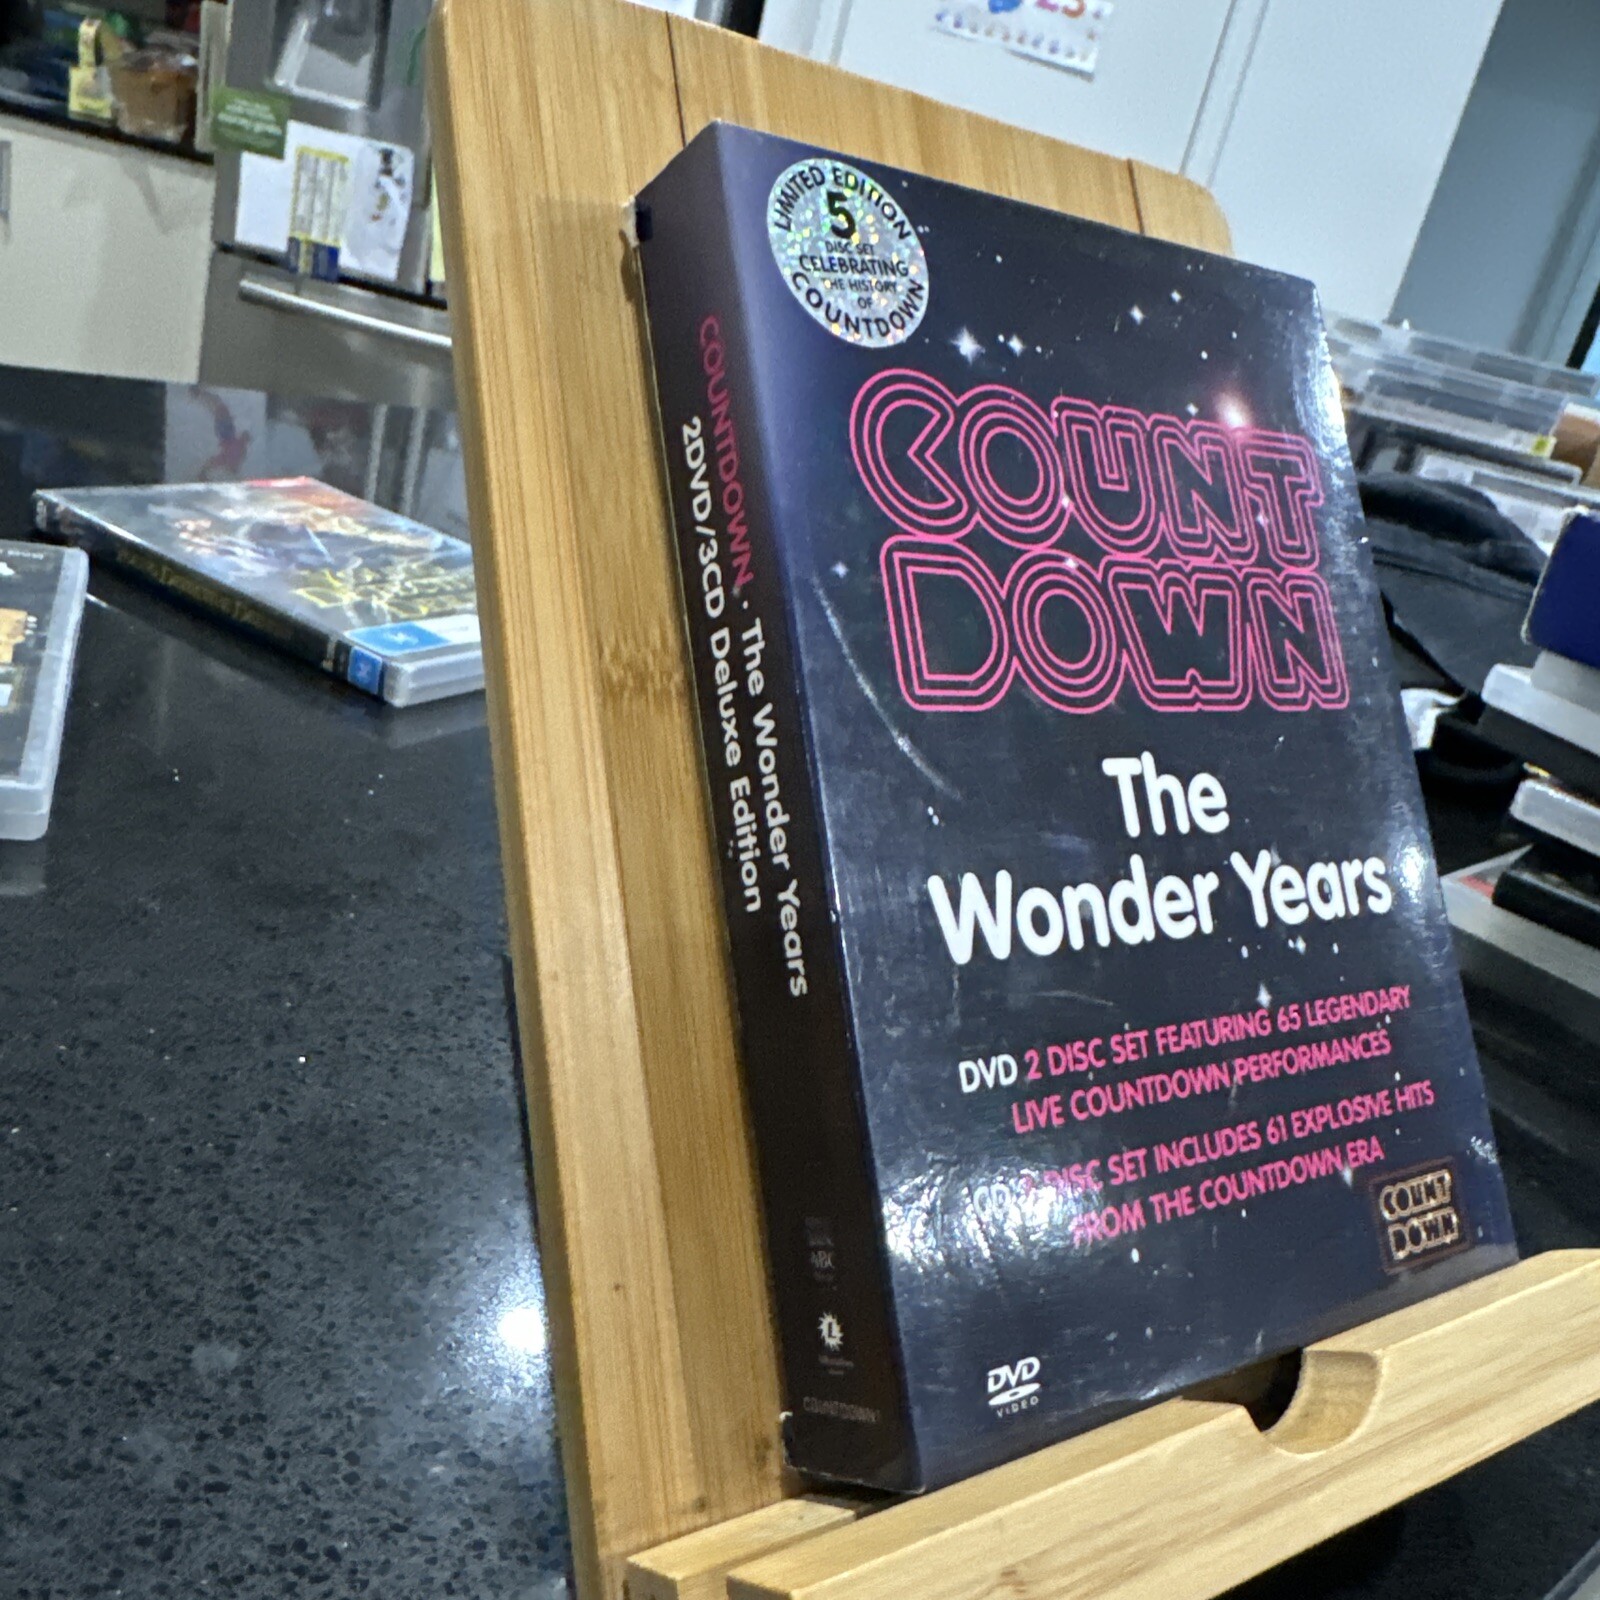 LIMITED EDITION
5
DISC SET
CELEBRATING
THE HISTORY
OF
COUNTDOWN
COUNT
DOWN
The
Wonder Years
DVD 2 DISC SET FEATURING 65 LEGENDARY
LIVE COUNTDOWN PERFORMANCES
CD 3 DISC SET INCLUDES 61 EXPLOSIVE HITS
FROM THE COUNTDOWN ERA
COUNT
DOWN
DVD
VIDEO
COUNTDOWN · The Wonder Years
2DVD/3CD Deluxe Edition
ABC
COUNTDOWN1